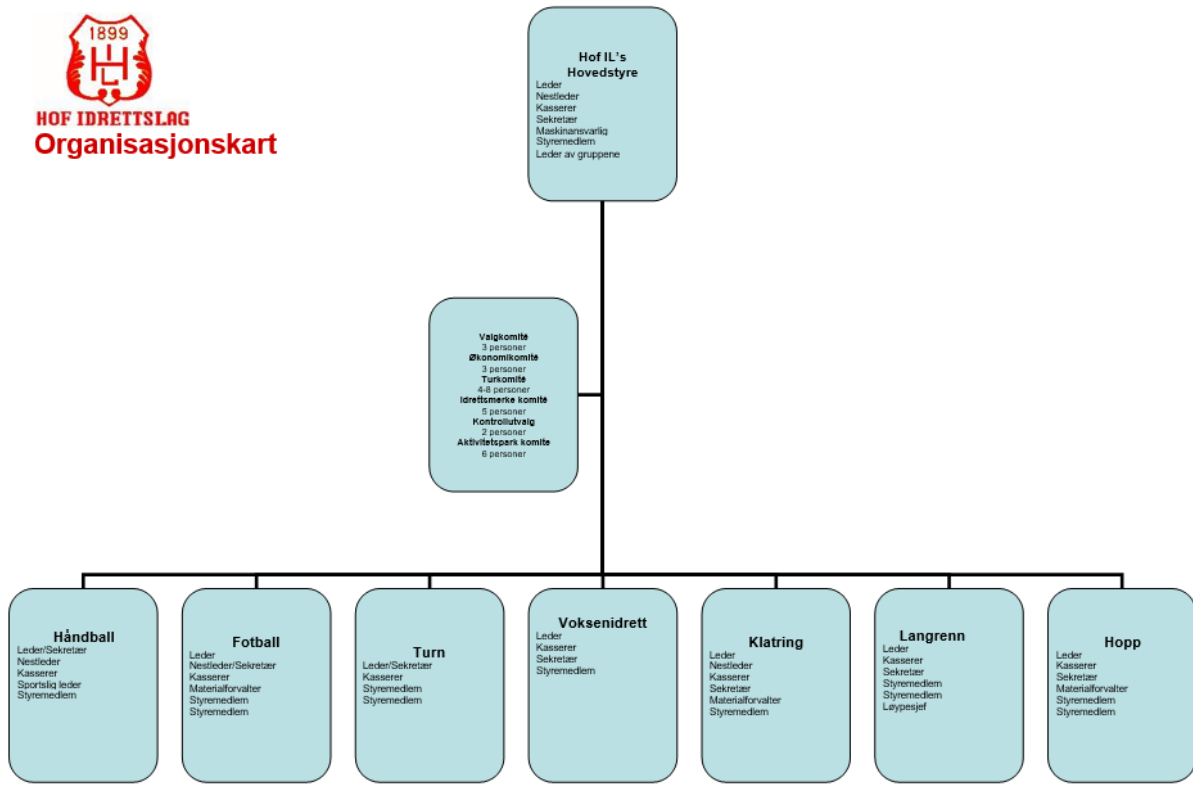 1899
HIL
HOF IDRETTSLAG
Organisasjonskart
Hof IL's
Hovedstyre
Leder
Nestleder
Kasserer
Sekretær
Maskinansvarlig
Styremedlem
Leder av gruppene
Valgkomité
3 personer
Økonomikomité
3 personer
Turkomité
4-8 personer
Idrettsmerke komité
5 personer
Kontrollutvalg
2 personer
Aktivitetspark komite
6 personer
Håndball
Leder/Sekretær
Nestleder
Kasserer
Sportslig leder
Styremedlem
Fotball
Leder
Nestleder/Sekretær
Kasserer
Materialforvalter
Styremedlem
Styremedlem
Turn
Leder/Sekretær
Kasserer
Styremedlem
Styremedlem
Voksenidrett
Leder
Kasserer
Sekretær
Styremedlem
Klatring
Leder
Nestleder
Kasserer
Sekretær
Materialforvalter
Styremedlem
Langrenn
Leder
Kasserer
Sekretær
Styremedlem
Styremedlem
Løypesjef
Hopp
Leder
Kasserer
Sekretær
Materialforvalter
Styremedlem
Styremedlem